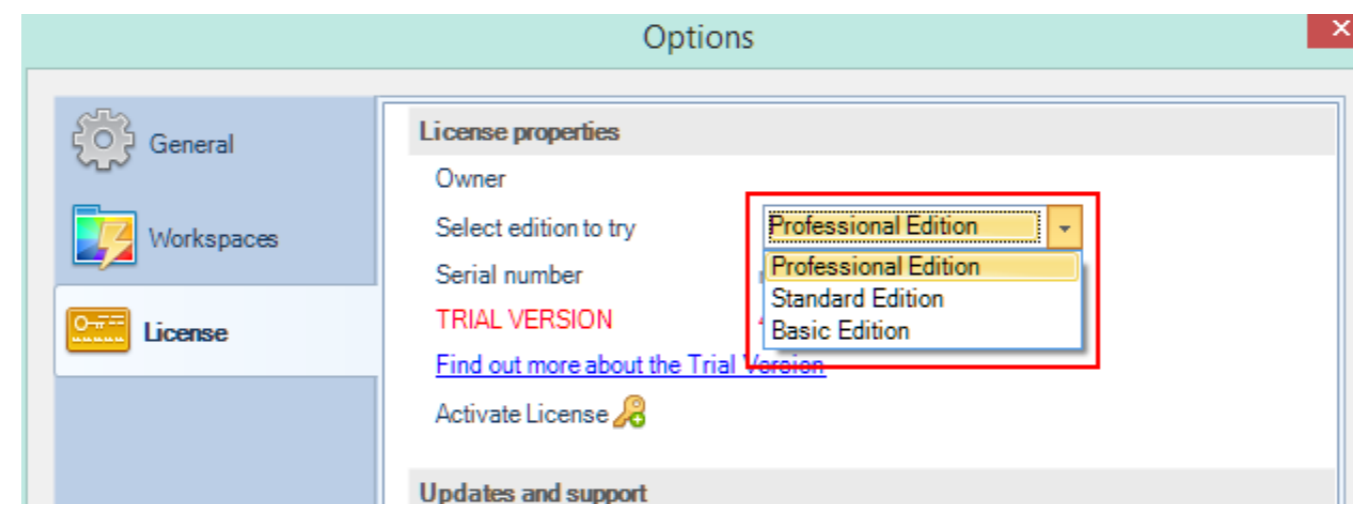 Options
General
Workspaces
License
License properties
Owner
Select edition to try Professional Edition
Professional Edition
Standard Edition
Basic Edition
Serial number
TRIAL VERSION
Find out more about the Trial Version
Activate License
Updates and support